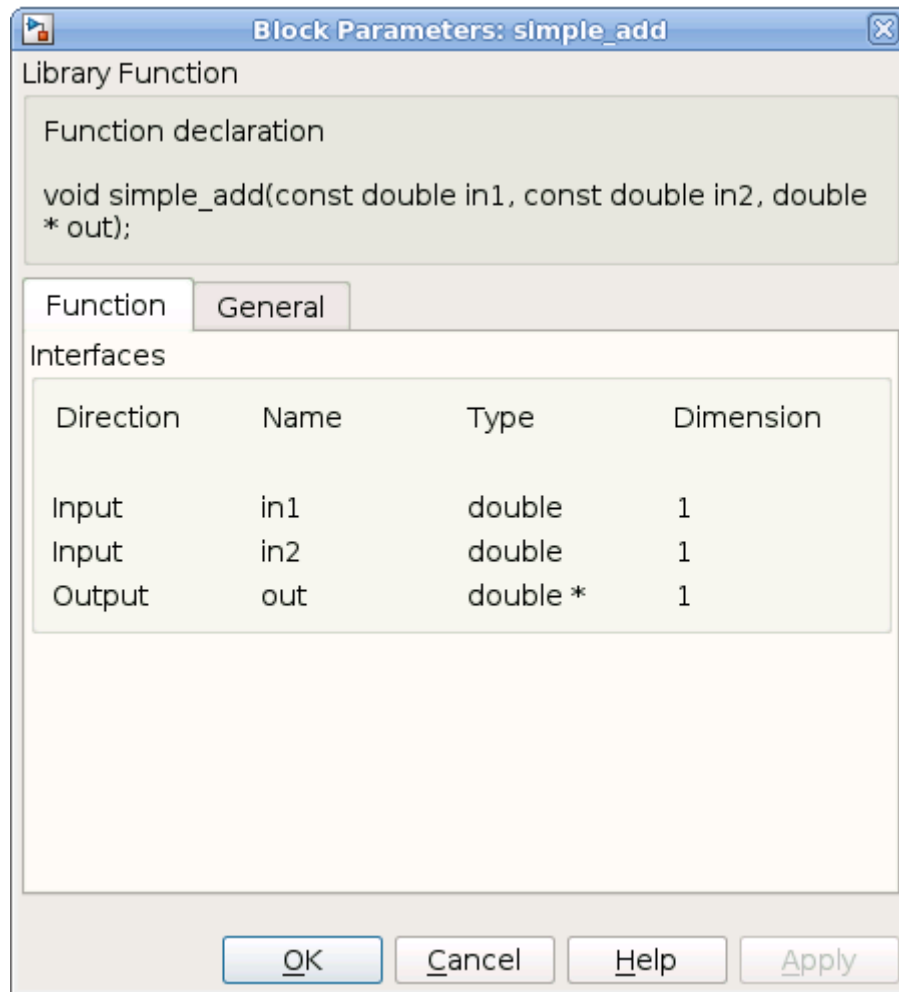 Block Parameters: simple_add
Library Function
Function declaration
void simple_add(const double in1, const double in2, double
* out);
Function General
Interfaces
Direction Name Type Dimension
Input in1 double 1
Input in2 double 1
Output out double * 1
OK Cancel Help Apply